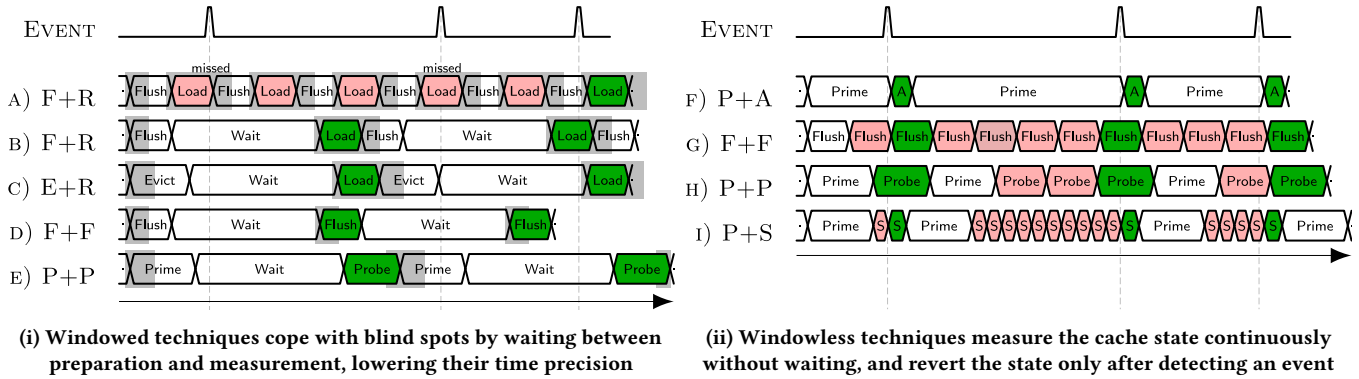 EVENT
missed missed
A) F+R Flush Load Flush Load Flush Load Flush Load Flush Load Flush Load
B) F+R Flush Wait Load Flush Wait Load Flush
C) E+R Evict Wait Load Evict Wait Load
D) F+F Flush Wait Flush Wait Flush
E) P+P Prime Wait Probe Prime Wait Probe
(i) Windowed techniques cope with blind spots by waiting between
preparation and measurement, lowering their time precision
EVENT
F) P+A Prime A Prime A Prime A
G) F+F Flush Flush Flush Flush Flush Flush Flush Flush Flush Flush Flush Flush
H) P+P Prime Probe Prime Probe Probe Probe Prime Probe Probe
I) P+S Prime S S Prime S S S S S S S S S S Prime S S S S S Prime
(ii) Windowless techniques measure the cache state continuously
without waiting, and revert the state only after detecting an event